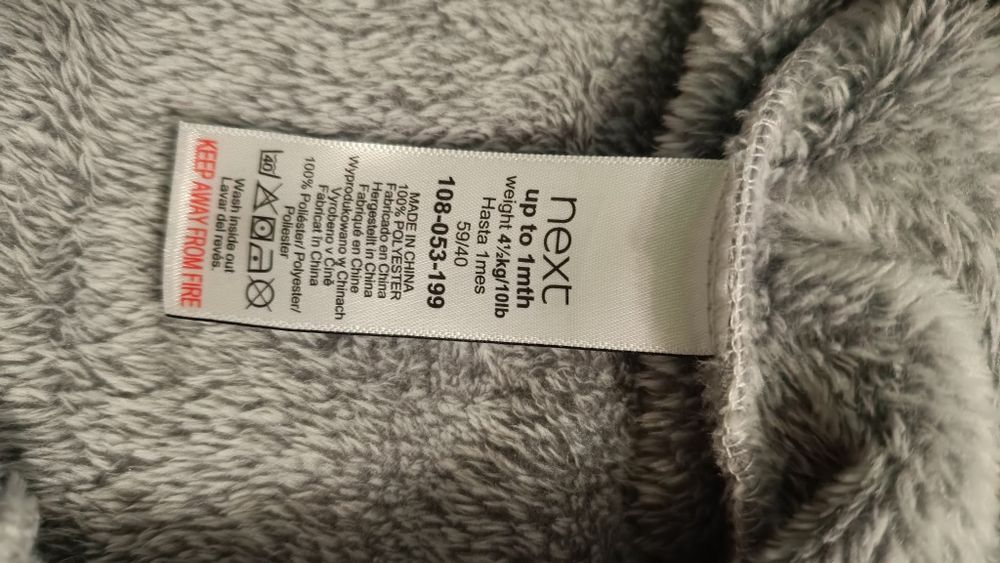 next
up to 1mth
weight 4½kg/10lb
59/40
Hasta 1mes
108-053-199
MADE IN CHINA
100% POLYESTER
Fabricado en China
Hergestellt in China
Fabriqué en Chine
Wyprodukowano w Chinach
Vyrobeno v Číně
Fabricat în China
100% Poliéster/ Polyester/
Poliester
40
Wash inside out
Lavar del revés.
KEEP AWAY FROM FIRE